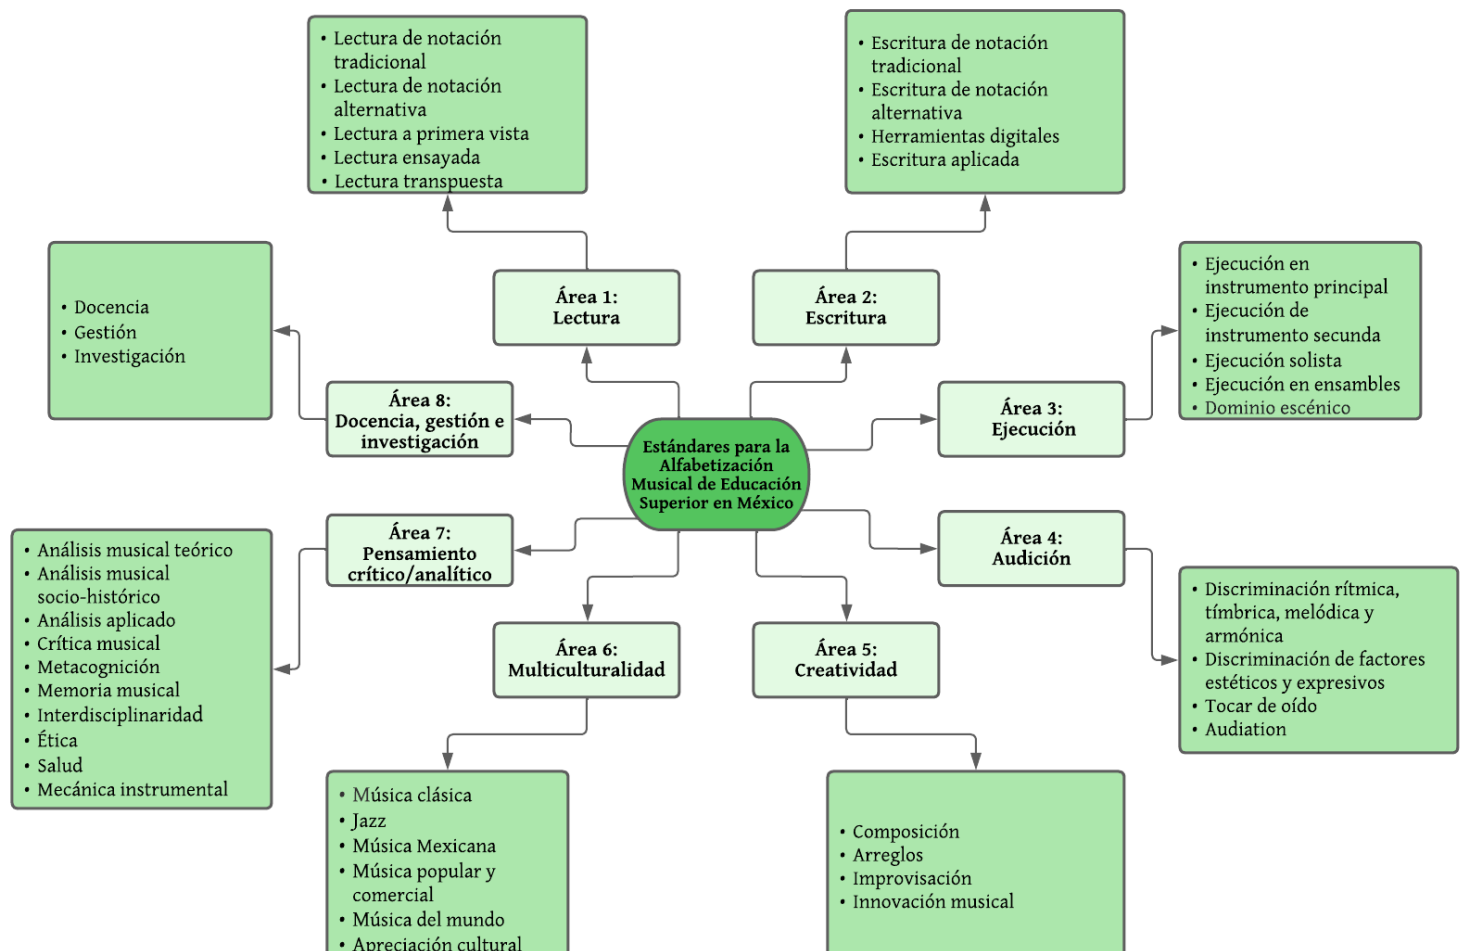 • Lectura de notación
tradicional
• Lectura de notación
alternativa
• Lectura a primera vista
• Lectura ensayada
• Lectura transpuesta
• Escritura de notación
tradicional
• Escritura de notación
alternativa
• Herramientas digitales
• Escritura aplicada
Área 1:
Lectura
Área 2:
Escritura
• Ejecución en
instrumento principal
• Ejecución de
instrumento secunda
• Ejecución solista
• Ejecución en ensambles
• Dominio escénico
• Docencia
• Gestión
• Investigación
Área 8:
Docencia, gestión e
investigación
Área 3:
Ejecución
Estándares para la
Alfabetización
Musical de Educación
Superior en México
Área 7:
Pensamiento
crítico/analítico
Área 4:
Audición
• Análisis musical teórico
• Análisis musical
socio-histórico
• Análisis aplicado
• Crítica musical
• Metacognición
• Memoria musical
• Interdisciplinaridad
• Ética
• Salud
• Mecánica instrumental
Área 6:
Multiculturalidad
Área 5:
Creatividad
• Discriminación rítmica,
tímbrica, melódica y
armónica
• Discriminación de factores
estéticos y expresivos
• Tocar de oído
• Audiation
• Música clásica
• Jazz
• Música Mexicana
• Música popular y
comercial
• Música del mundo
• Apreciación cultural
• Composición
• Arreglos
• Improvisación
• Innovación musical